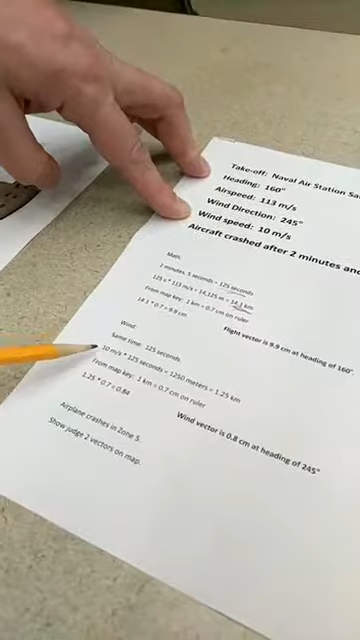 Take-off: Naval Air Station
Heading: 160°
Airspeed: 113 m/s
Wind Direction: 245°
Wind speed: 10 m/s
Aircraft crashed after 2 minutes and
Math:
2 minutes, 5 seconds = 125 seconds
125 s * 113 m/s = 14,125 m = 14.1 km
From map key: 1 km = 0.7 cm on ruler
14.1 * 0.7 = 9.9 cm
Flight vector is 9.9 cm at heading of 160°.
Wind:
Same time: 125 seconds
10 m/s * 125 seconds = 1250 meters = 1.25 km
From map key: 1 km = 0.7 cm on ruler
1.25 * 0.7 = 0.84
Wind vector is 0.8 cm at heading of 245°
Airplane crashes in Zone 5.
Show judge 2 vectors on map.